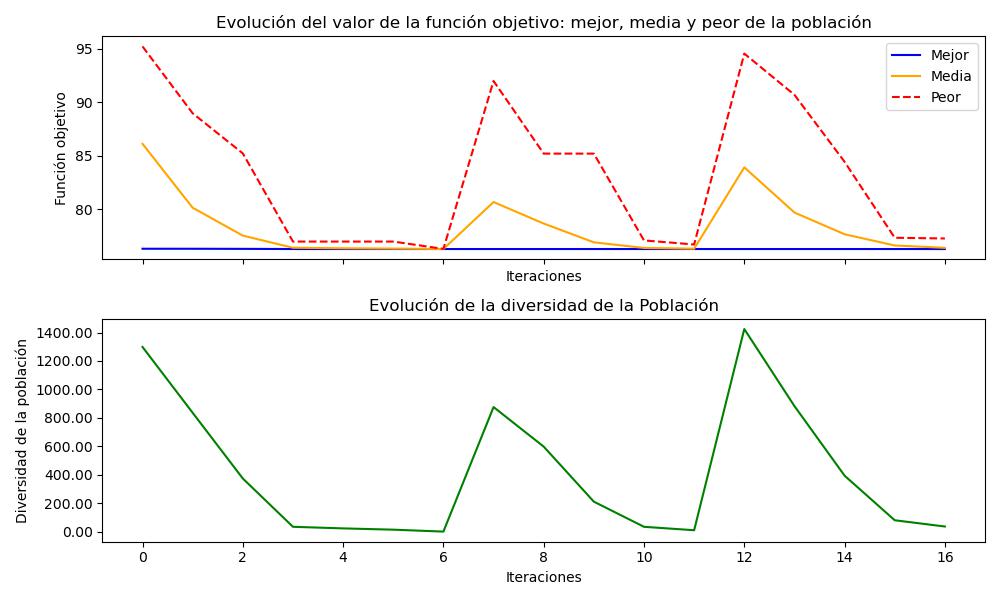 Evolución del valor de la función objetivo: mejor, media y peor de la población
95
90
85
80
Función objetivo
Mejor
Media
Peor
Iteraciones
Evolución de la diversidad de la Población
1400.00
1200.00
1000.00
800.00
600.00
400.00
200.00
0.00
Diversidad de la población
0 2 4 6 8 10 12 14 16
Iteraciones